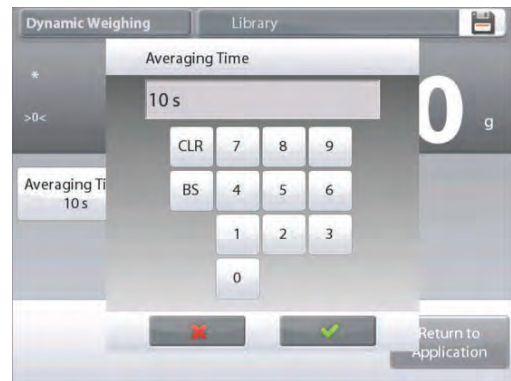 Dynamic Weighing Library
Averaging Time
10 s
*
>0<
0 g
CLR 7 8 9
Averaging Ti
10 s
BS 4 5 6
1 2 3
0
Return to
Application